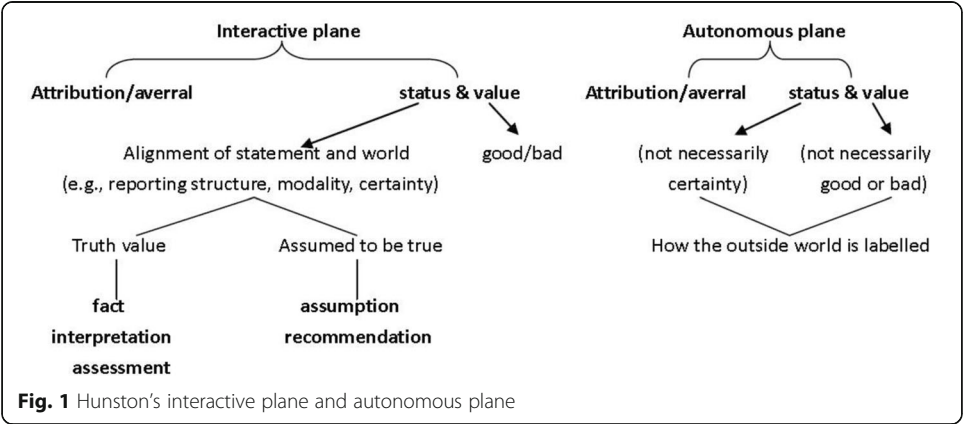 Interactive plane
Autonomous plane
Attribution/averral
status & value
Attribution/averral
status & value
Alignment of statement and world
(e.g., reporting structure, modality, certainty)
good/bad
(not necessarily
certainty)
(not necessarily
good or bad)
Truth value
Assumed to be true
How the outside world is labelled
fact
interpretation
assessment
assumption
recommendation
Fig. 1 Hunston's interactive plane and autonomous plane